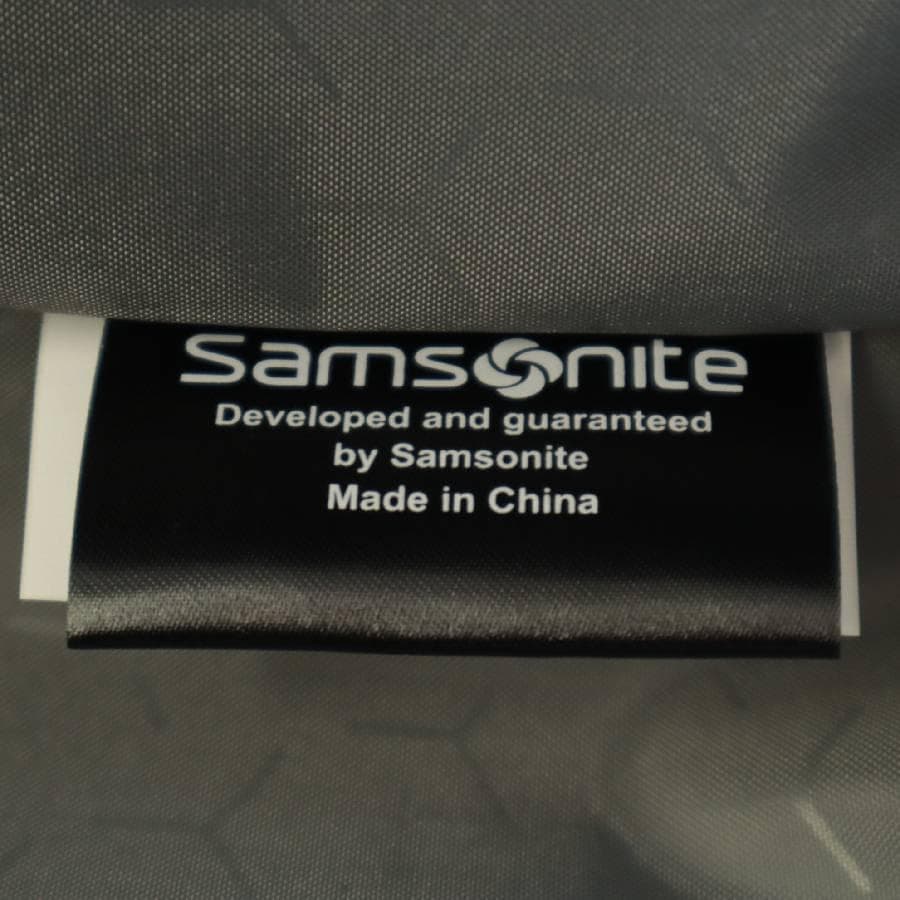 Samsonite
Developed and guaranteed
by Samsonite
Made in China